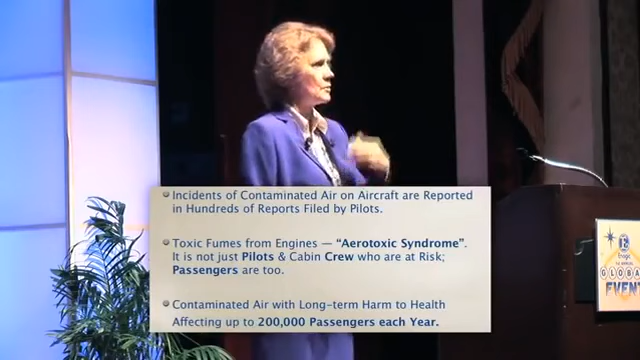 Incidents of Contaminated Air on Aircraft are Reported
in Hundreds of Reports Filed by Pilots.
Toxic Fumes from Engines — "Aerotoxic Syndrome".
It is not just Pilots & Cabin Crew who are at Risk;
Passengers are too.
Contaminated Air with Long-term Harm to Health
Affecting up to 200,000 Passengers each Year.
GLOBAL
EVENT